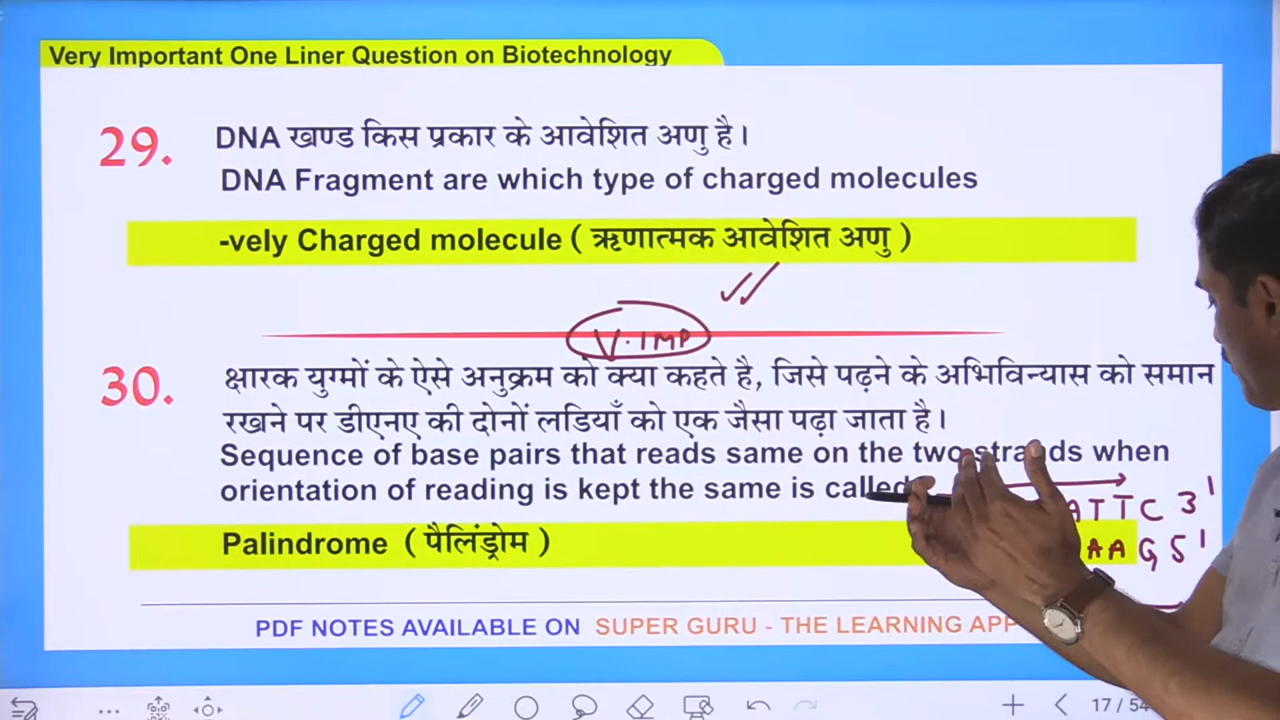 Very Important One Liner Question on Biotechnology
29. DNA खण्ड किस प्रकार के आवेशित अणु है।
DNA Fragment are which type of charged molecules
-vely Charged molecule ( ऋणात्मक आवेशित अणु )
V.IMP
30. क्षारक युग्मों के ऐसे अनुक्रम को क्या कहते है, जिसे पढ़ने के अभिविन्यास को समान
रखने पर डीएनए की दोनों लडियाँ को एक जैसा पढ़ा जाता है।
Sequence of base pairs that reads same on the two strands when
orientation of reading is kept the same is called
ATTC 3'
Palindrome ( पैलिंड्रोम )
AAG 5'
PDF NOTES AVAILABLE ON SUPER GURU - THE LEARNING APP
17 / 54